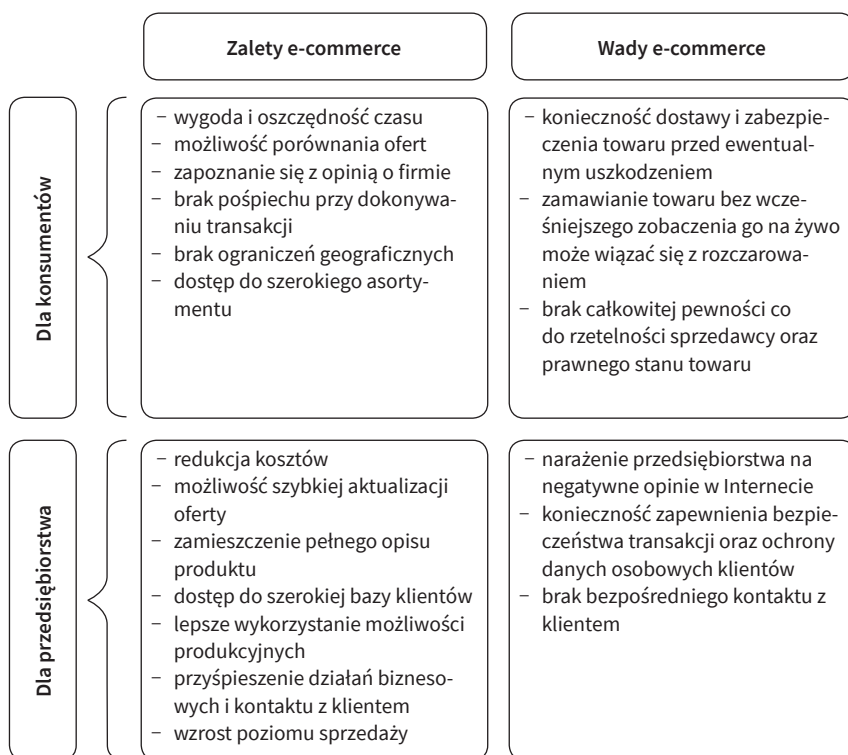 Zalety e-commerce
Wady e-commerce
Dla konsumentów
– wygoda i oszczędność czasu
– możliwość porównania ofert
– zapoznanie się z opinią o firmie
– brak pośpiechu przy dokonywa-
niu transakcji
– brak ograniczeń geograficznych
– dostęp do szerokiego asorty-
mentu
– konieczność dostawy i zabezpie-
czenia towaru przed ewentual-
nym uszkodzeniem
– zamawianie towaru bez wcze-
śniejszego zobaczenia go na żywo
może wiązać się z rozczarowa-
niem
– brak całkowitej pewności co
do rzetelności sprzedawcy oraz
prawnego stanu towaru
Dla przedsiębiorstwa
– redukcja kosztów
– możliwość szybkiej aktualizacji
oferty
– zamieszczenie pełnego opisu
produktu
– dostęp do szerokiej bazy klientów
– lepsze wykorzystanie możliwości
produkcyjnych
– przyśpieszenie działań bizneso-
wych i kontaktu z klientem
– wzrost poziomu sprzedaży
– narażenie przedsiębiorstwa na
negatywne opinie w Internecie
– konieczność zapewnienia bezpie-
czeństwa transakcji oraz ochrony
danych osobowych klientów
– brak bezpośredniego kontaktu z
klientem